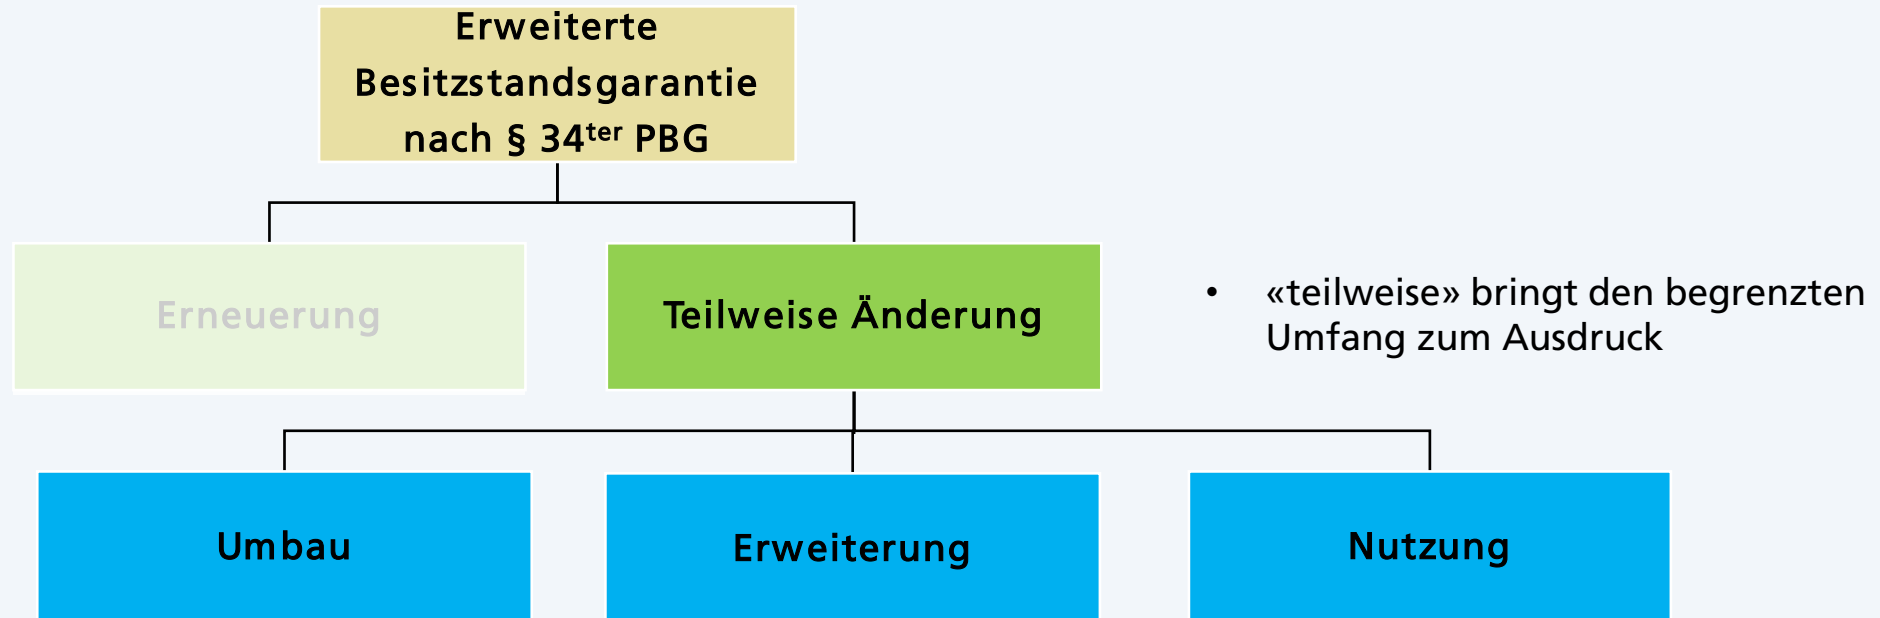 Erweiterte
Besitzstandsgarantie
nach § 34ter PBG
Erneuerung
Teilweise Änderung
• «teilweise» bringt den begrenzten
Umfang zum Ausdruck
Umbau
Erweiterung
Nutzung